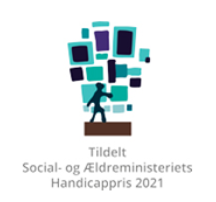 Tildelt
Social- og Ældreministeriets
Handicappris 2021